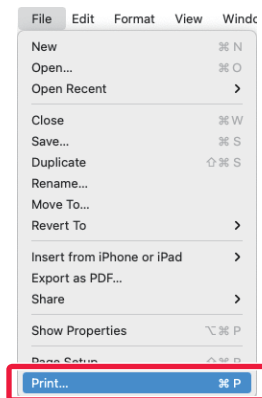 File Edit Format View Windo
New ⌘ N
Open... ⌘ O
Open Recent >
Close ⌘ W
Save... ⌘ S
Duplicate ⇧ ⌘ S
Rename...
Move To...
Revert To >
Insert from iPhone or iPad >
Export as PDF...
Share >
Show Properties ⌥ ⌘ P
Page Setup ⇧ ⌘ P
Print... ⌘ P